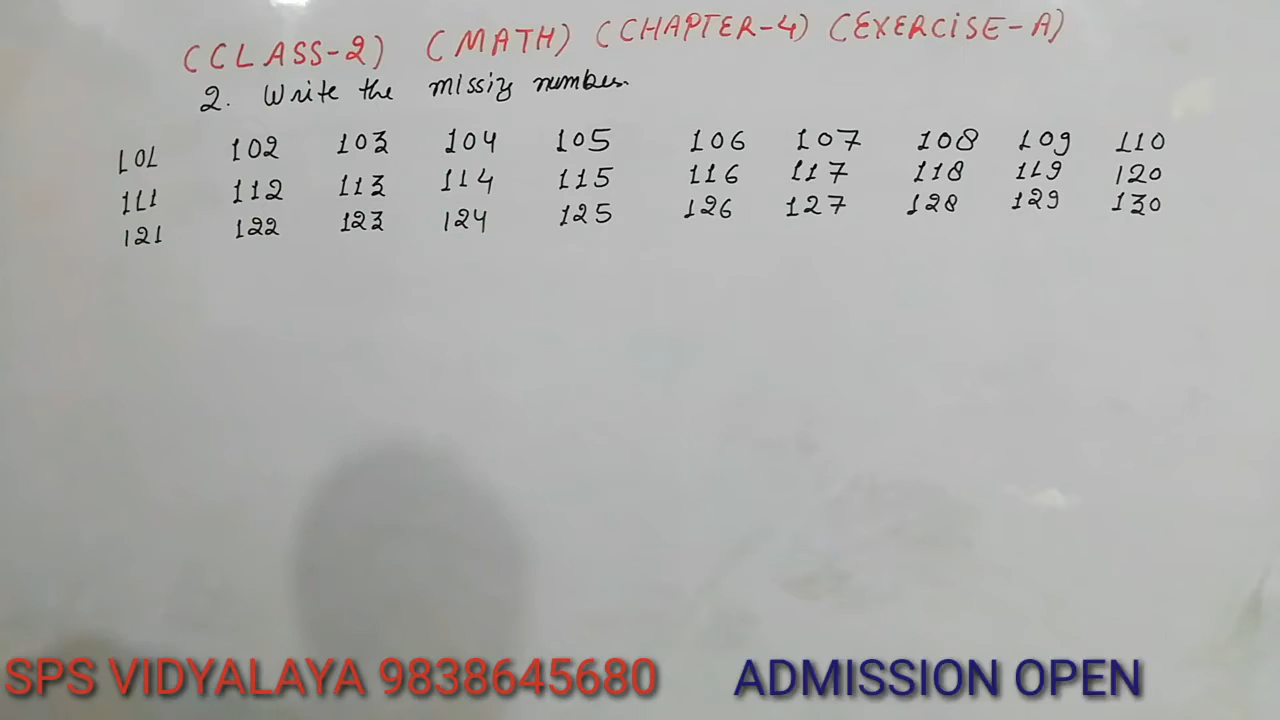 (CLASS-2) (MATH) (CHAPTER-4) (EXERCiSE-A)
2. Write the missig number.
101 102 103 104 105 106 107 108 109 110
111 112 113 114 115 116 117 118 119 120
121 122 123 124 125 126 127 128 129 130
SPS VIDYALAYA 9838645680 ADMISSION OPEN